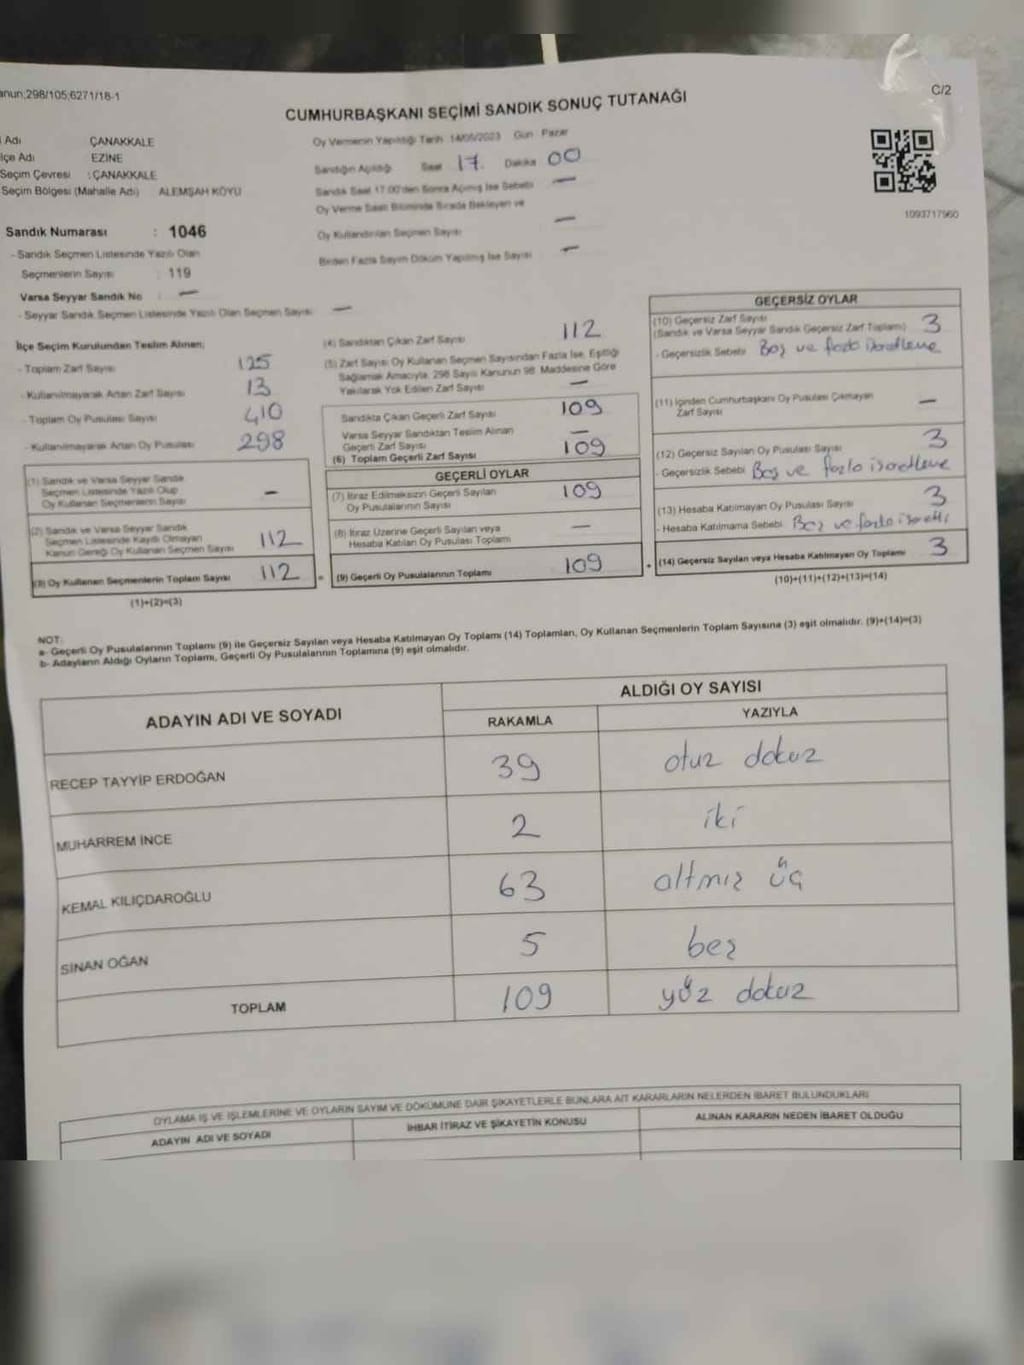 anun;298/105;6271/18-1
C/2
CUMHURBAŞKANI SEÇİMİ SANDIK SONUÇ TUTANAĞI
Adı ÇANAKKALE
lçe Adı EZİNE
Seçim Çevresi : ÇANAKKALE
Seçim Bölgesi (Mahalle Adı) ALEMŞAH KÖYÜ
Sandık Numarası : 1046
- Sandık Seçmen Listesinde Yazılı Olan
Seçmenlerin Sayısı : 119
Varsa Seyyar Sandık No : —
- Seyyar Sandık Seçmen Listesinde Yazılı Olan Seçmen Sayısı —
Oy Vermenin Yapıldığı Tarih 14/05/2023 Gün Pazar
Sandığın Açıldığı Saat 17. Dakika 00
Sandık Saat 17.00'den Sonra Açılmış İse Sebebi —
Oy Verme Saati Bitiminde Sırada Bekleyen ve
Oy Kullandırılan Seçmen Sayısı —
Birden Fazla Sayım Döküm Yapılmış İse Sayısı —
1093717960
İlçe Seçim Kurulundan Teslim Alınan;
- Toplam Zarf Sayısı 125
- Kullanılmayarak Artan Zarf Sayısı 13
- Toplam Oy Pusulası Sayısı 410
- Kullanılmayarak Artan Oy Pusulası 298
(1) Sandık ve Varsa Seyyar Sandık
Seçmen Listesinde Yazılı Olup
Oy Kullanan Seçmenlerin Sayısı —
(2) Sandık ve Varsa Seyyar Sandık
Seçmen Listesinde Kayıtlı Olmayan
Kanun Gereği Oy Kullanan Seçmen Sayısı 112
(3) Oy Kullanan Seçmenlerin Toplam Sayısı 112
(1)+(2)=(3)
(4) Sandıktan Çıkan Zarf Sayısı 112
(5) Zarf Sayısı Oy Kullanan Seçmen Sayısından Fazla İse, Eşitliği
Sağlamak Amacıyla, 298 Sayılı Kanunun 98. Maddesine Göre
Yakılarak Yok Edilen Zarf Sayısı —
Sandıkta Çıkan Geçerli Zarf Sayısı 109
Varsa Seyyar Sandıktan Teslim Alınan
Geçerli Zarf Sayısı —
(6) Toplam Geçerli Zarf Sayısı 109
GEÇERLİ OYLAR
(7) İtiraz Edilmeksizin Geçerli Sayılan
Oy Pusulalarının Sayısı 109
(8) İtiraz Üzerine Geçerli Sayılan veya
Hesaba Katılan Oy Pusulası Toplamı —
= (9) Geçerli Oy Pusulalarının Toplamı 109
GEÇERSİZ OYLAR
(10) Geçersiz Zarf Sayısı
(Sandık ve Varsa Seyyar Sandık Geçersiz Zarf Toplamı) 3
- Geçersizlik Sebebi Boş ve fazla işaretleme
(11) İçinden Cumhurbaşkanı Oy Pusulası Çıkmayan
Zarf Sayısı —
(12) Geçersiz Sayılan Oy Pusulası Sayısı 3
- Geçersizlik Sebebi Boş ve fazla işaretleme
(13) Hesaba Katılmayan Oy Pusulası Sayısı 3
- Hesaba Katılmama Sebebi Boş ve fazla
+ (14) Geçersiz Sayılan veya Hesaba Katılmayan Oy Toplamı 3
(10)+(11)+(12)+(13)=(14)
NOT:
a- Geçerli Oy Pusulalarının Toplamı (9) ile Geçersiz Sayılan veya Hesaba Katılmayan Oy Toplamı (14) Toplamları, Oy Kullanan Seçmenlerin Toplam Sayısına (3) eşit olmalıdır. (9)+(14)=(3)
b- Adayların Aldığı Oyların Toplamı, Geçerli Oy Pusulalarının Toplamına (9) eşit olmalıdır.
ADAYIN ADI VE SOYADI
ALDIĞI OY SAYISI
RAKAMLA YAZIYLA
RECEP TAYYİP ERDOĞAN 39 otuz dokuz
MUHARREM İNCE 2 iki
KEMAL KILIÇDAROĞLU 63 altmış üç
SİNAN OĞAN 5 beş
TOPLAM 109 yüz dokuz
OYLAMA İŞ VE İŞLEMLERİNE VE OYLARIN SAYIM VE DÖKÜMÜNE DAİR ŞİKAYETLERLE BUNLARA AİT KARARLARIN NELERDEN İBARET BULUNDUKLARI
ADAYIN ADI VE SOYADI İHBAR İTİRAZ VE ŞİKAYETİN KONUSU ALINAN KARARIN NEDEN İBARET OLDUĞU